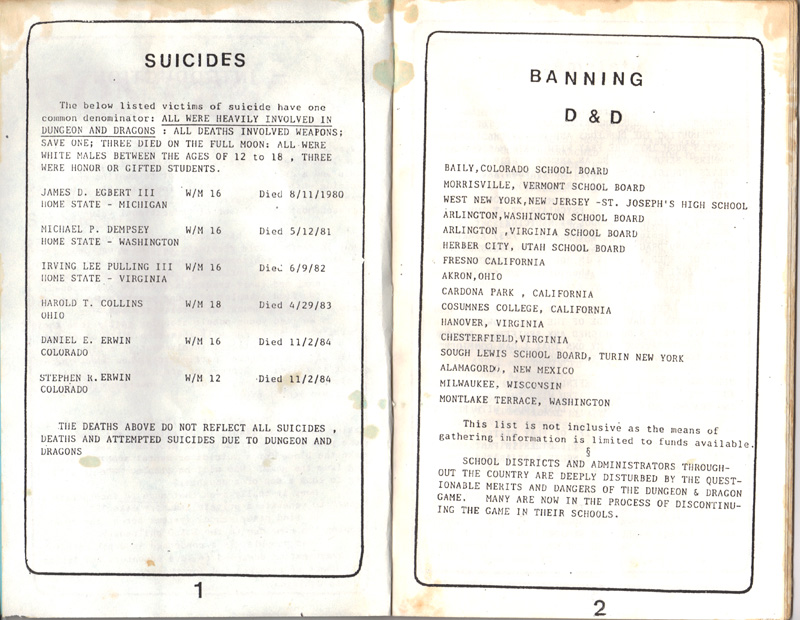 SUICIDES
The below listed victims of suicide have one
common denominator: ALL WERE HEAVILY INVOLVED IN
DUNGEON AND DRAGONS : ALL DEATHS INVOLVED WEAPONS;
SAVE ONE; THREE DIED ON THE FULL MOON: ALL WERE
WHITE MALES BETWEEN THE AGES OF 12 to 18 , THREE
WERE HONOR OR GIFTED STUDENTS.
JAMES D. EGBERT III W/M 16 Died 8/11/1980
HOME STATE - MICHIGAN
MICHAEL P. DEMPSEY W/M 16 Died 5/12/81
HOME STATE - WASHINGTON
IRVING LEE PULLING III W/M 16 Died 6/9/82
HOME STATE - VIRGINIA
HAROLD T. COLLINS W/M 18 Died 4/29/83
OHIO
DANIEL E. ERWIN W/M 16 Died 11/2/84
COLORADO
STEPHEN R. ERWIN W/M 12 Died 11/2/84
COLORADO
THE DEATHS ABOVE DO NOT REFLECT ALL SUICIDES ,
DEATHS AND ATTEMPTED SUICIDES DUE TO DUNGEON AND
DRAGONS
1
BANNING
D & D
BAILY,COLORADO SCHOOL BOARD
MORRISVILLE, VERMONT SCHOOL BOARD
WEST NEW YORK,NEW JERSEY -ST. JOSEPH'S HIGH SCHOOL
ARLINGTON,WASHINGTON SCHOOL BOARD
ARLINGTON ,VIRGINIA SCHOOL BOARD
HERBER CITY, UTAH SCHOOL BOARD
FRESNO CALIFORNIA
AKRON,OHIO
CARDONA PARK , CALIFORNIA
COSUMNES COLLEGE, CALIFORNIA
HANOVER, VIRGINIA
CHESTERFIELD,VIRGINIA
SOUGH LEWIS SCHOOL BOARD, TURIN NEW YORK
ALAMAGORDO, NEW MEXICO
MILWAUKEE, WISCONSIN
MONTLAKE TERRACE, WASHINGTON
This list is not inclusive as the means of
gathering information is limited to funds available.
§
SCHOOL DISTRICTS AND ADMINISTRATORS THROUGH-
OUT THE COUNTRY ARE DEEPLY DISTURBED BY THE QUEST-
IONABLE MERITS AND DANGERS OF THE DUNGEON & DRAGON
GAME. MANY ARE NOW IN THE PROCESS OF DISCONTINU-
ING THE GAME IN THEIR SCHOOLS.
2